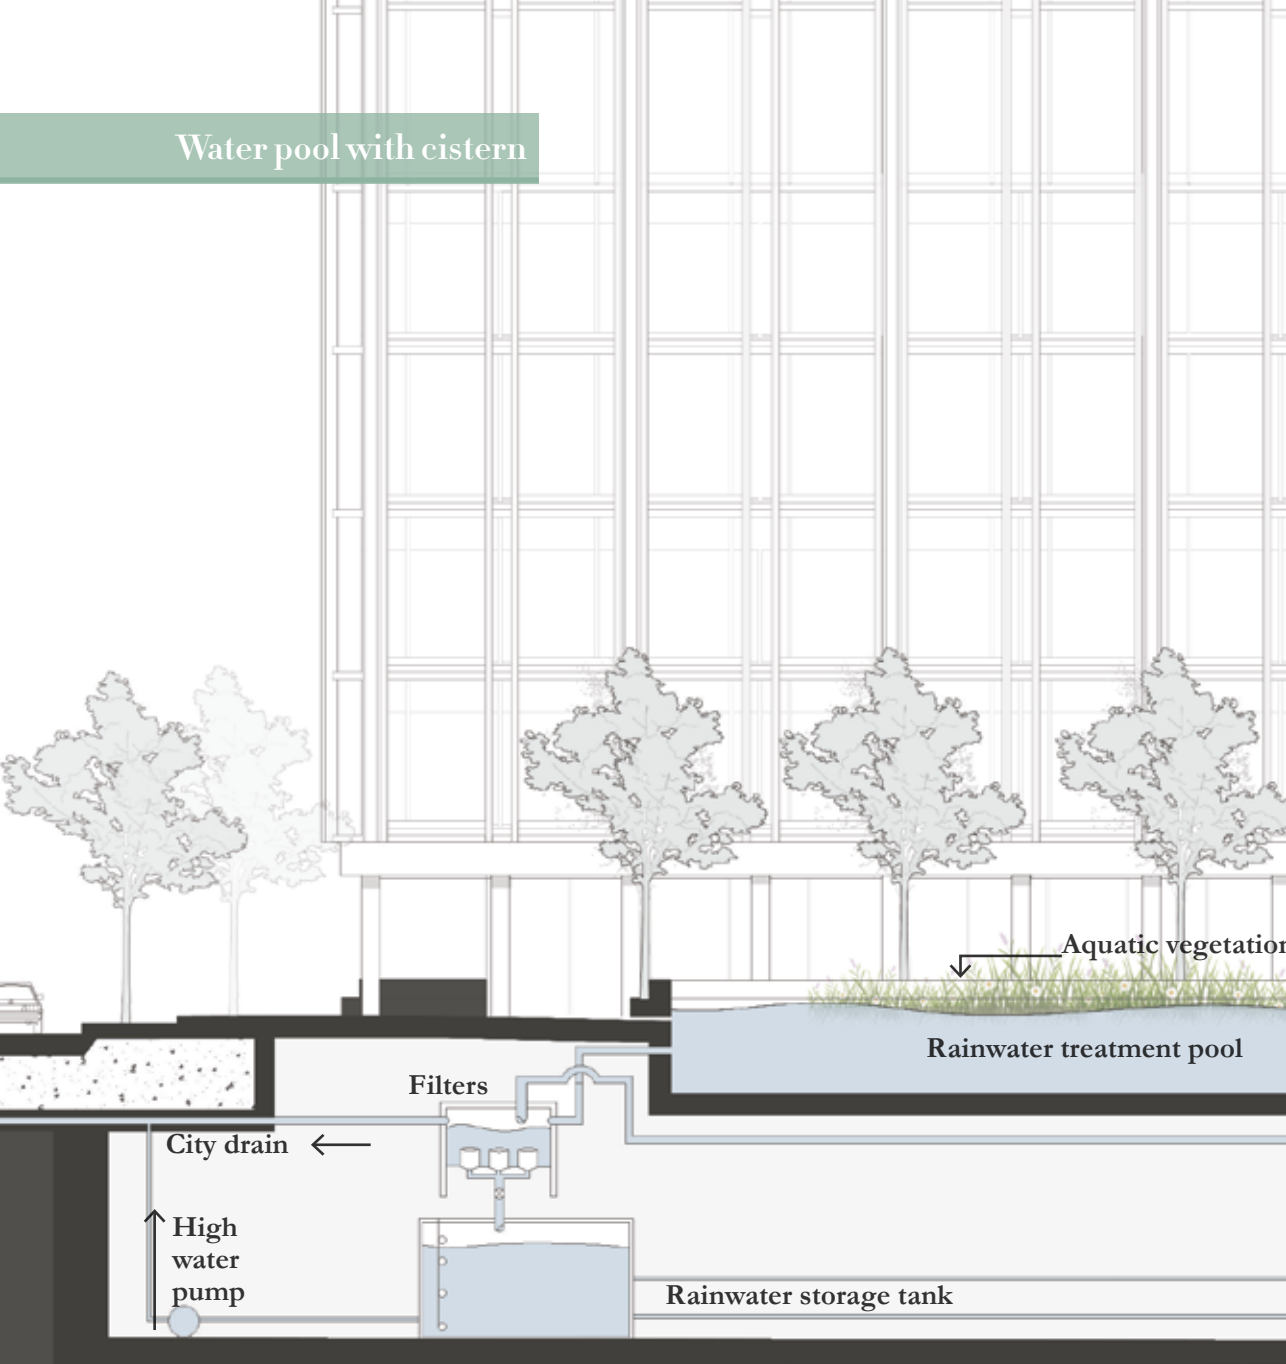 Water pool with cistern
Aquatic vegetation
Rainwater treatment pool
Filters
City drain
High
water
pump
Rainwater storage tank